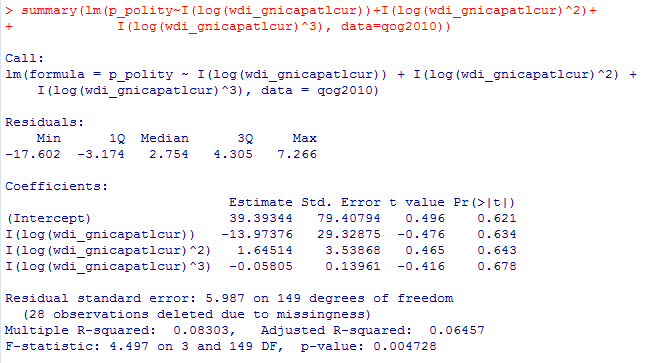 > summary(lm(p_polity~I(log(wdi_gnicapatlcur))+I(log(wdi_gnicapatlcur)^2)+
+             I(log(wdi_gnicapatlcur)^3), data=qog2010))
Call:
lm(formula = p_polity ~ I(log(wdi_gnicapatlcur)) + I(log(wdi_gnicapatlcur)^2) +
    I(log(wdi_gnicapatlcur)^3), data = qog2010)
Residuals:
    Min      1Q  Median      3Q     Max
-17.602  -3.174   2.754   4.305   7.266
Coefficients:
                            Estimate Std. Error t value Pr(>|t|)
(Intercept)                 39.39344   79.40794   0.496    0.621
I(log(wdi_gnicapatlcur))   -13.97376   29.32875  -0.476    0.634
I(log(wdi_gnicapatlcur)^2)   1.64514    3.53868   0.465    0.643
I(log(wdi_gnicapatlcur)^3)  -0.05805    0.13961  -0.416    0.678
Residual standard error: 5.987 on 149 degrees of freedom
  (28 observations deleted due to missingness)
Multiple R-squared:  0.08303,   Adjusted R-squared:  0.06457
F-statistic: 4.497 on 3 and 149 DF,  p-value: 0.004728